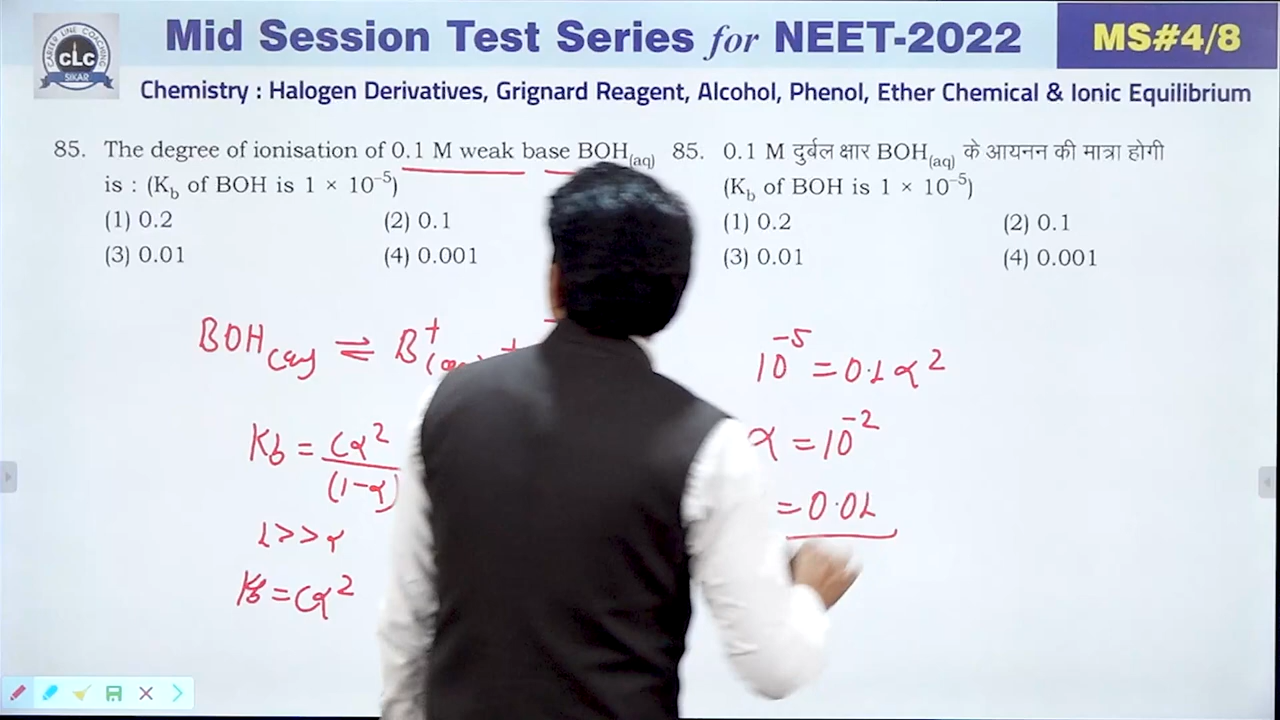 Mid Session Test Series for NEET-2022
MS#4/8
CAREER LINE COACHING
CLC
SIKAR
Chemistry : Halogen Derivatives, Grignard Reagent, Alcohol, Phenol, Ether Chemical & Ionic Equilibrium
85. The degree of ionisation of 0.1 M weak base BOH(aq)
is : (Kb of BOH is 1 × 10⁻⁵)
(1) 0.2 (2) 0.1
(3) 0.01 (4) 0.001
85. 0.1 M दुर्बल क्षार BOH(aq) के आयनन की मात्रा होगी
(Kb of BOH is 1 × 10⁻⁵)
(1) 0.2 (2) 0.1
(3) 0.01 (4) 0.001
BOH(aq) ⇌ B⁺ +
Kb = Cα²/(1-α)
1>>α
Kb = Cα²
10⁻⁵ = 0.1α²
α = 10⁻²
= 0.01